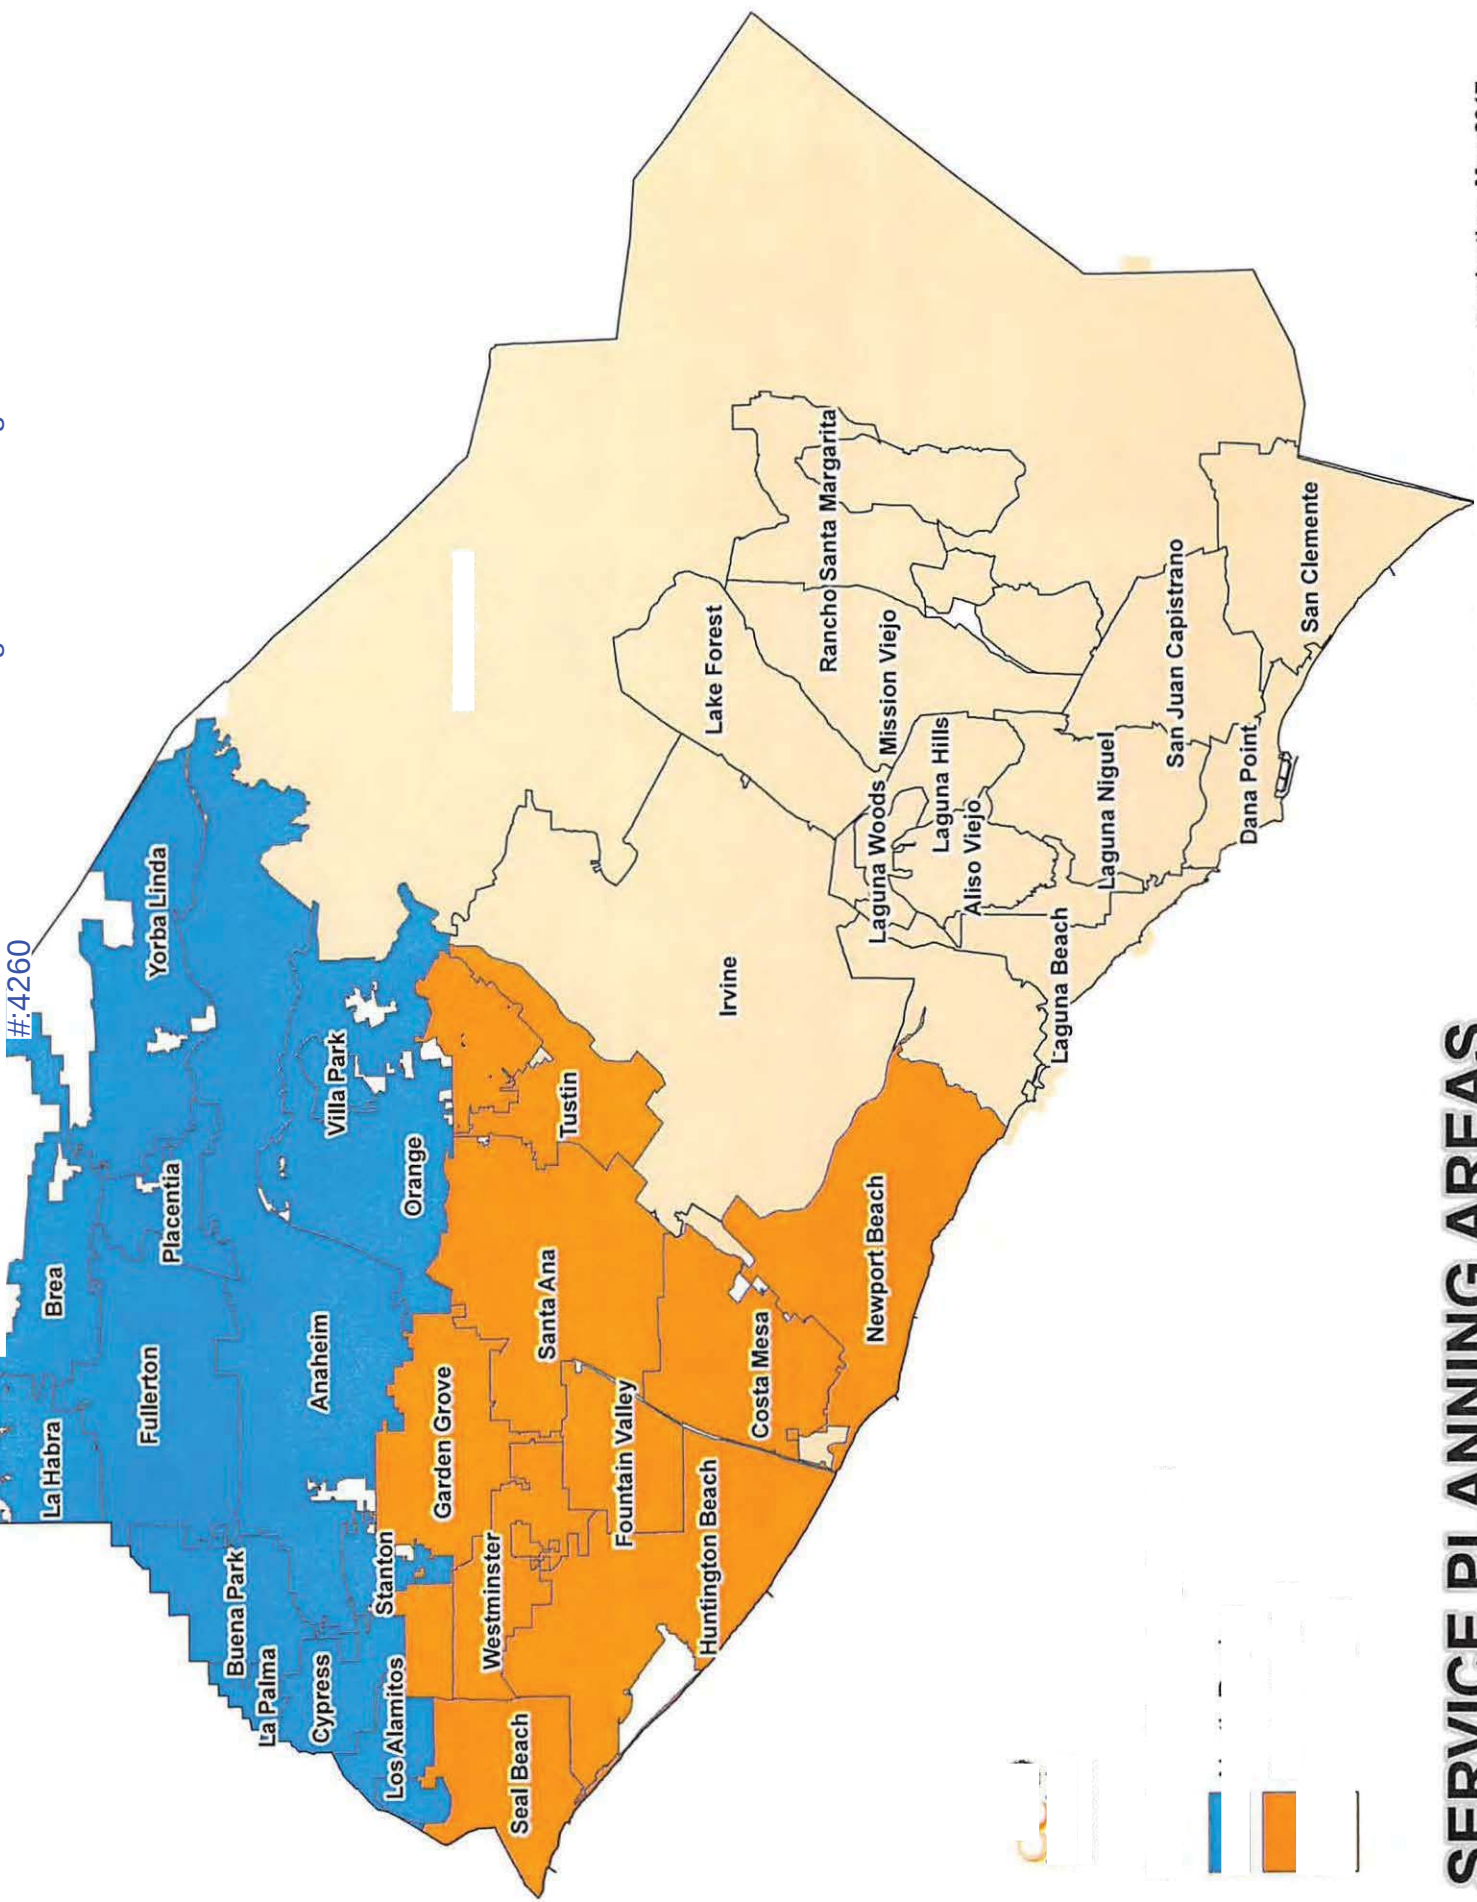 #:4260
La Habra
Brea
Fullerton
Placentia
Yorba Linda
Buena Park
La Palma
Anaheim
Villa Park
Cypress
Stanton
Orange
Los Alamitos
Garden Grove
Westminster
Santa Ana
Tustin
Seal Beach
Fountain Valley
Huntington Beach
Costa Mesa
Newport Beach
Irvine
Lake Forest
Rancho Santa Margarita
Mission Viejo
Laguna Woods
Laguna Hills
Aliso Viejo
Laguna Beach
Laguna Niguel
San Juan Capistrano
Dana Point
San Clemente
SERVICE PLANNING AREAS